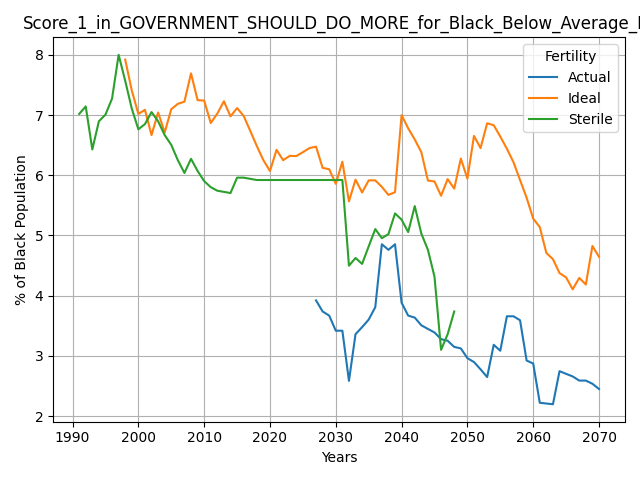 Score_1_in_GOVERNMENT_SHOULD_DO_MORE_for_Black_Below_Average_
Fertility
Actual
Ideal
Sterile
% of Black Population
8
7
6
5
4
3
2
1990 2000 2010 2020 2030 2040 2050 2060 2070
Years